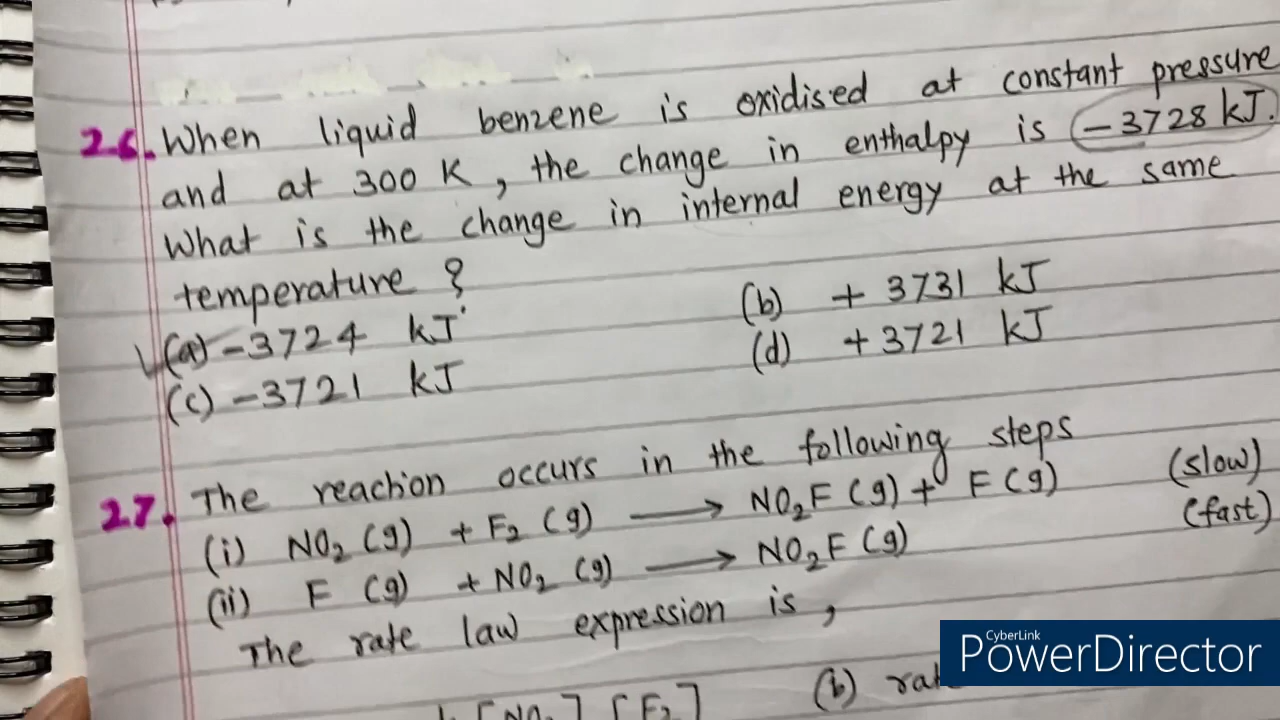 26. When liquid benzene is oxidised at constant pressure
and at 300 K, the change in enthalpy is -3728 kJ.
What is the change in internal energy at the same
temperature ?
(a) -3724 kJ (b) + 3731 kJ
(c) -3721 kJ (d) +3721 kJ
27. The reaction occurs in the following steps
(i) NO₂ (g) + F₂ (g) → NO₂F (g) + F (g) (slow)
(ii) F (g) + NO₂ (g) → NO₂F (g) (fast)
The rate law expression is,
CyberLink
PowerDirector
[F₂] (b)